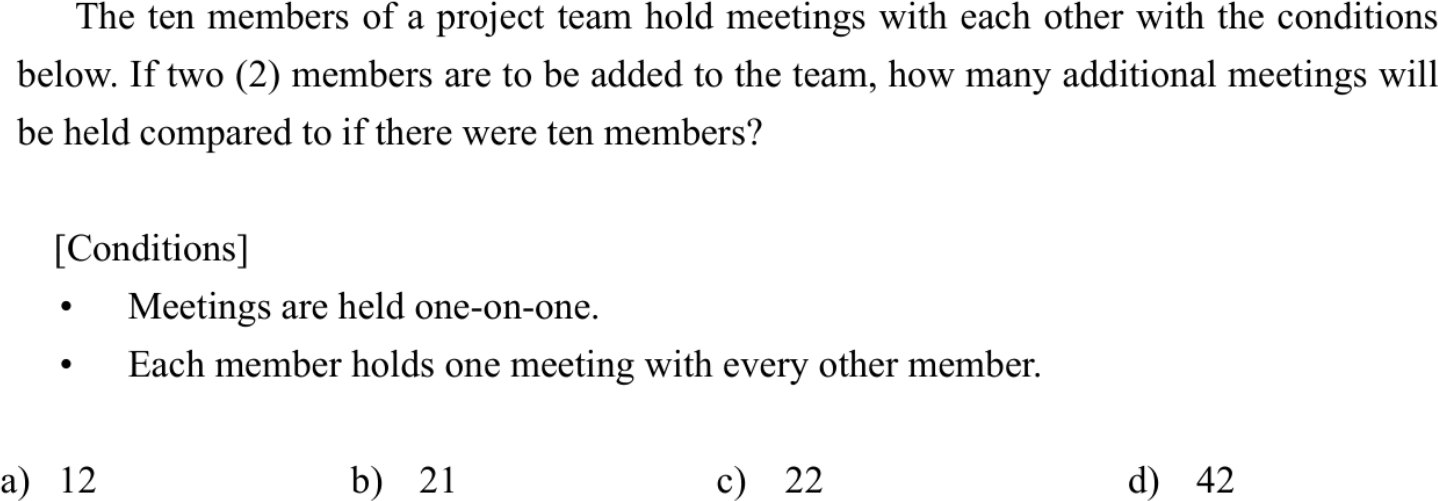 The ten members of a project team hold meetings with each other with the conditions
below. If two (2) members are to be added to the team, how many additional meetings will
be held compared to if there were ten members?
[Conditions]
• Meetings are held one-on-one.
• Each member holds one meeting with every other member.
a) 12 b) 21 c) 22 d) 42